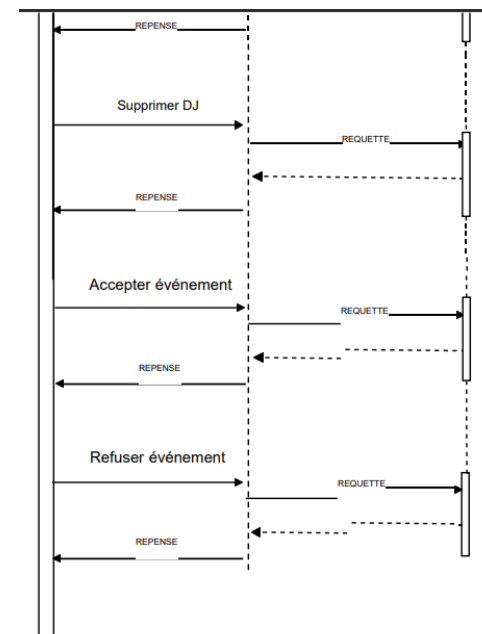 REPENSE
Supprimer DJ
REQUETTE
REPENSE
Accepter événement
REQUETTE
REPENSE
Refuser événement
REQUETTE
REPENSE